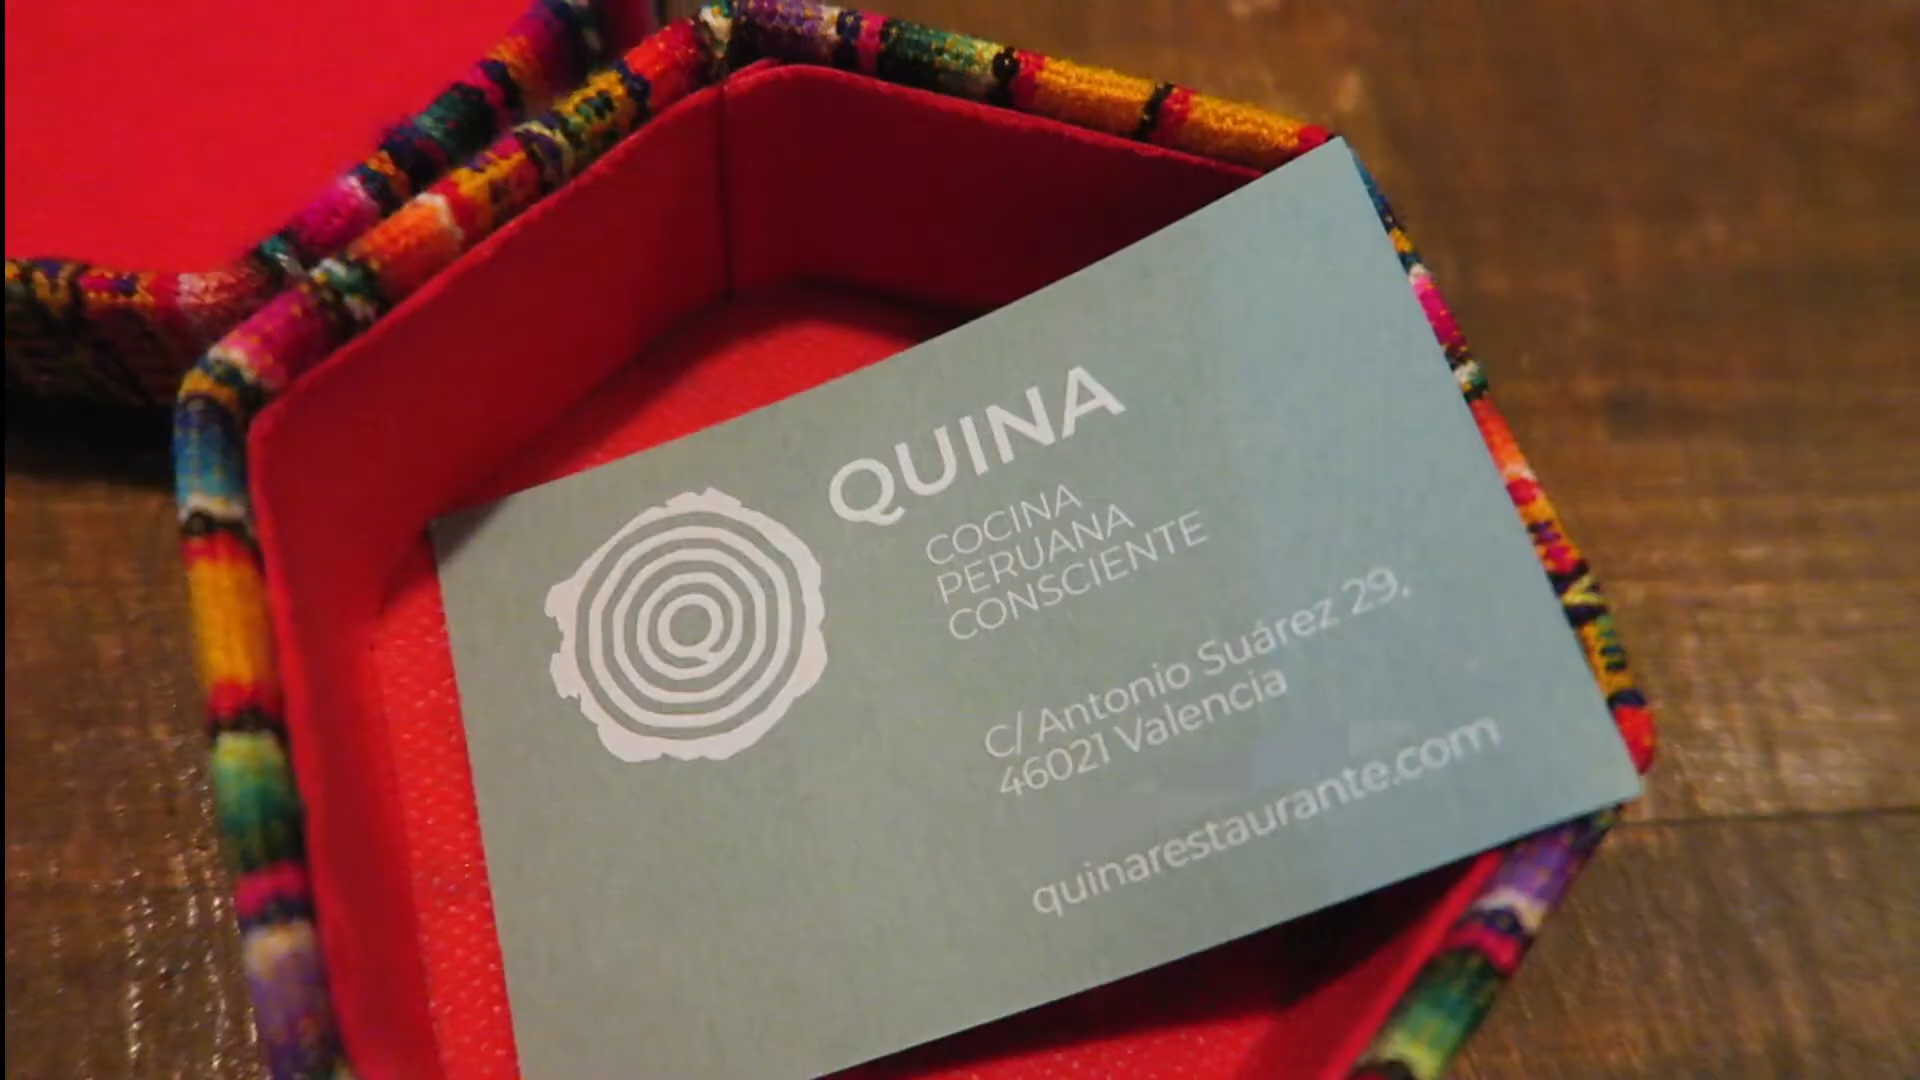 QUINA
COCINA
PERUANA
CONSCIENTE
C/ Antonio Suárez 29,
46021 Valencia
quinarestaurante.com